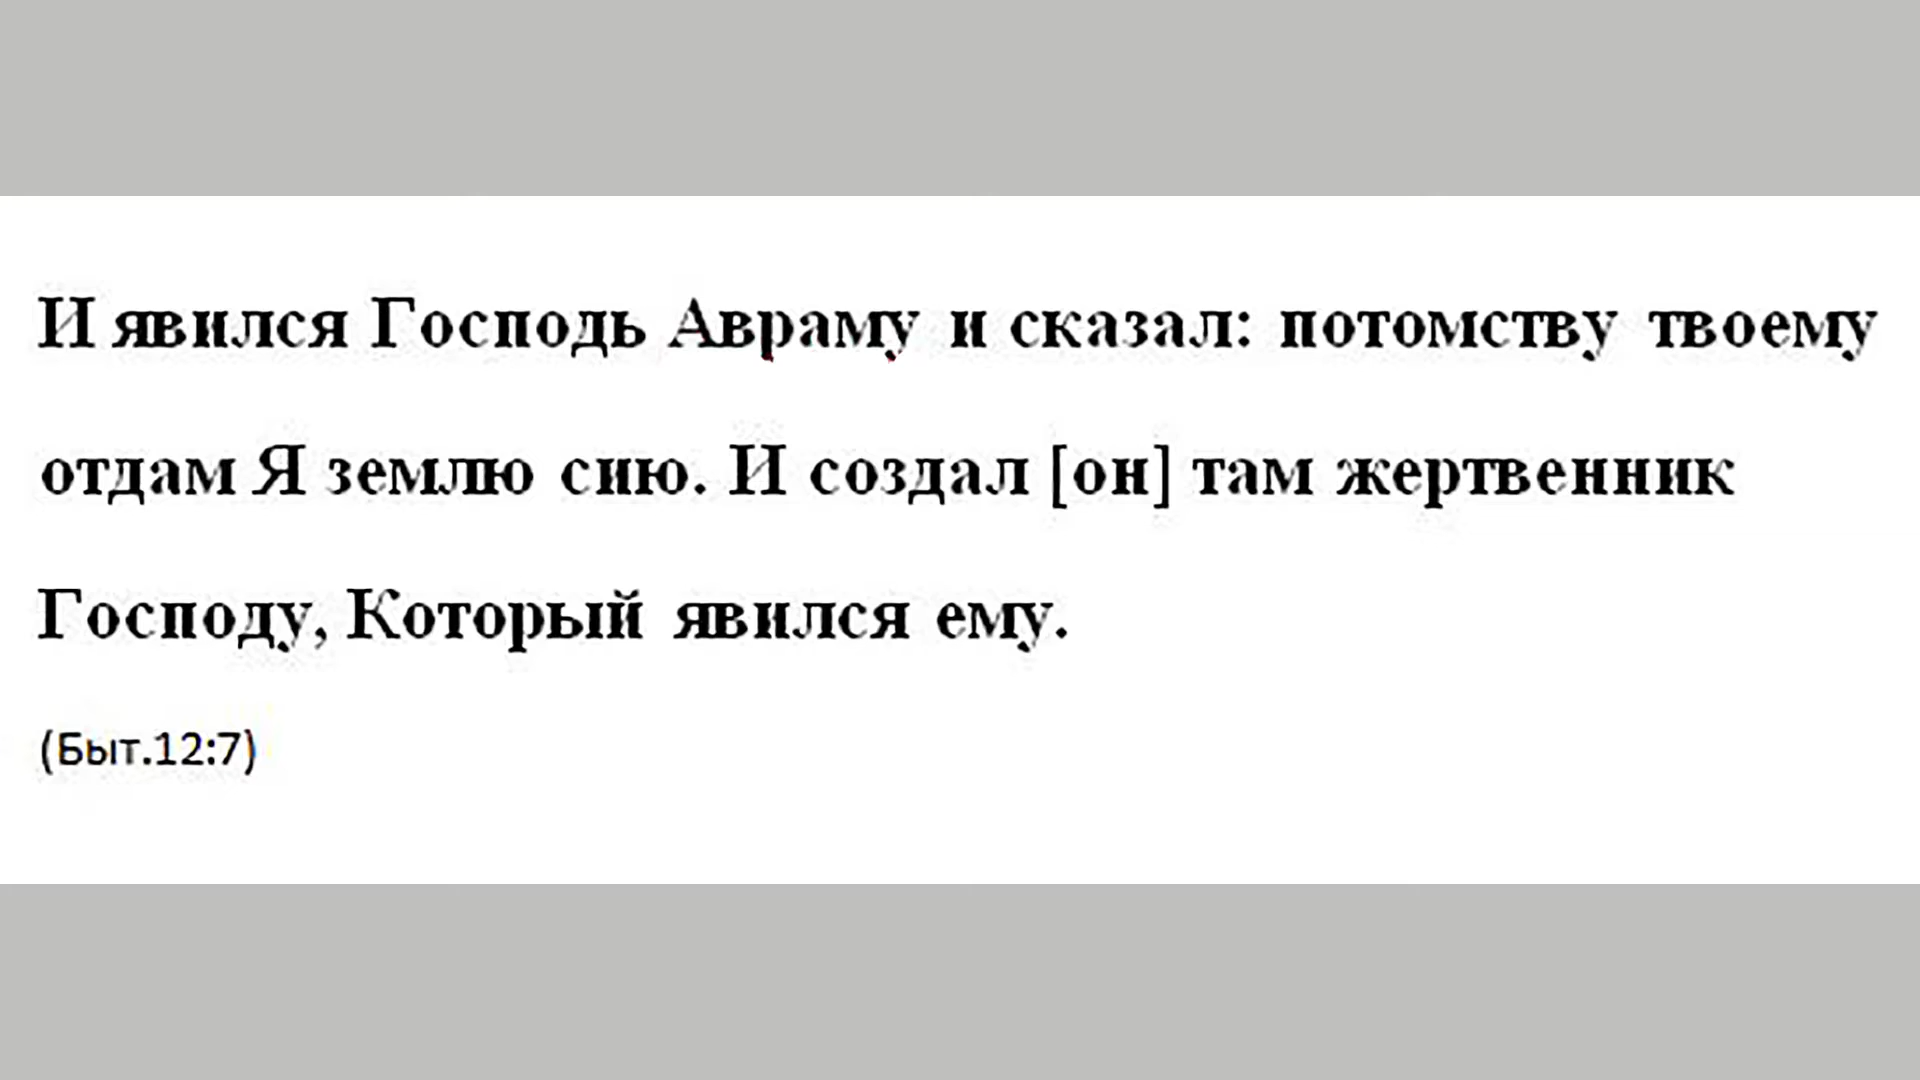 И явился Господь Авраму и сказал: потомству твоему
отдам Я землю сию. И создал [он] там жертвенник
Господу, Который явился ему.
(Быт.12:7)